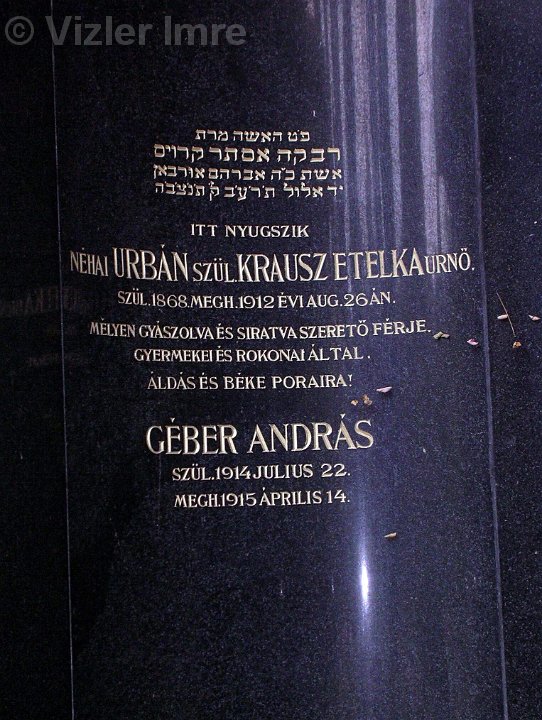 © Vizler Imre
פ״ט האשה מרת
רבקה אסתר קרויס
אשת כ״ה אברהם אורבאן
יד אלול ת״רע״ב ל״ תנצב״ה
ITT NYUGSZIK
NÉHAI URBÁN SZÜL. KRAUSZ ETELKA URNŐ.
SZÜL. 1868. MEGH. 1912 ÉVI AUG. 26 ÁN.
MÉLYEN GYÁSZOLVA ÉS SIRATVA SZERETŐ FÉRJE.
GYERMEKEI ÉS ROKONAI ÁLTAL.
ÁLDÁS ÉS BÉKE PORAIRA!
GÉBER ANDRÁS
SZÜL. 1914 JULIUS 22.
MEGH. 1915 ÁPRILIS 14.